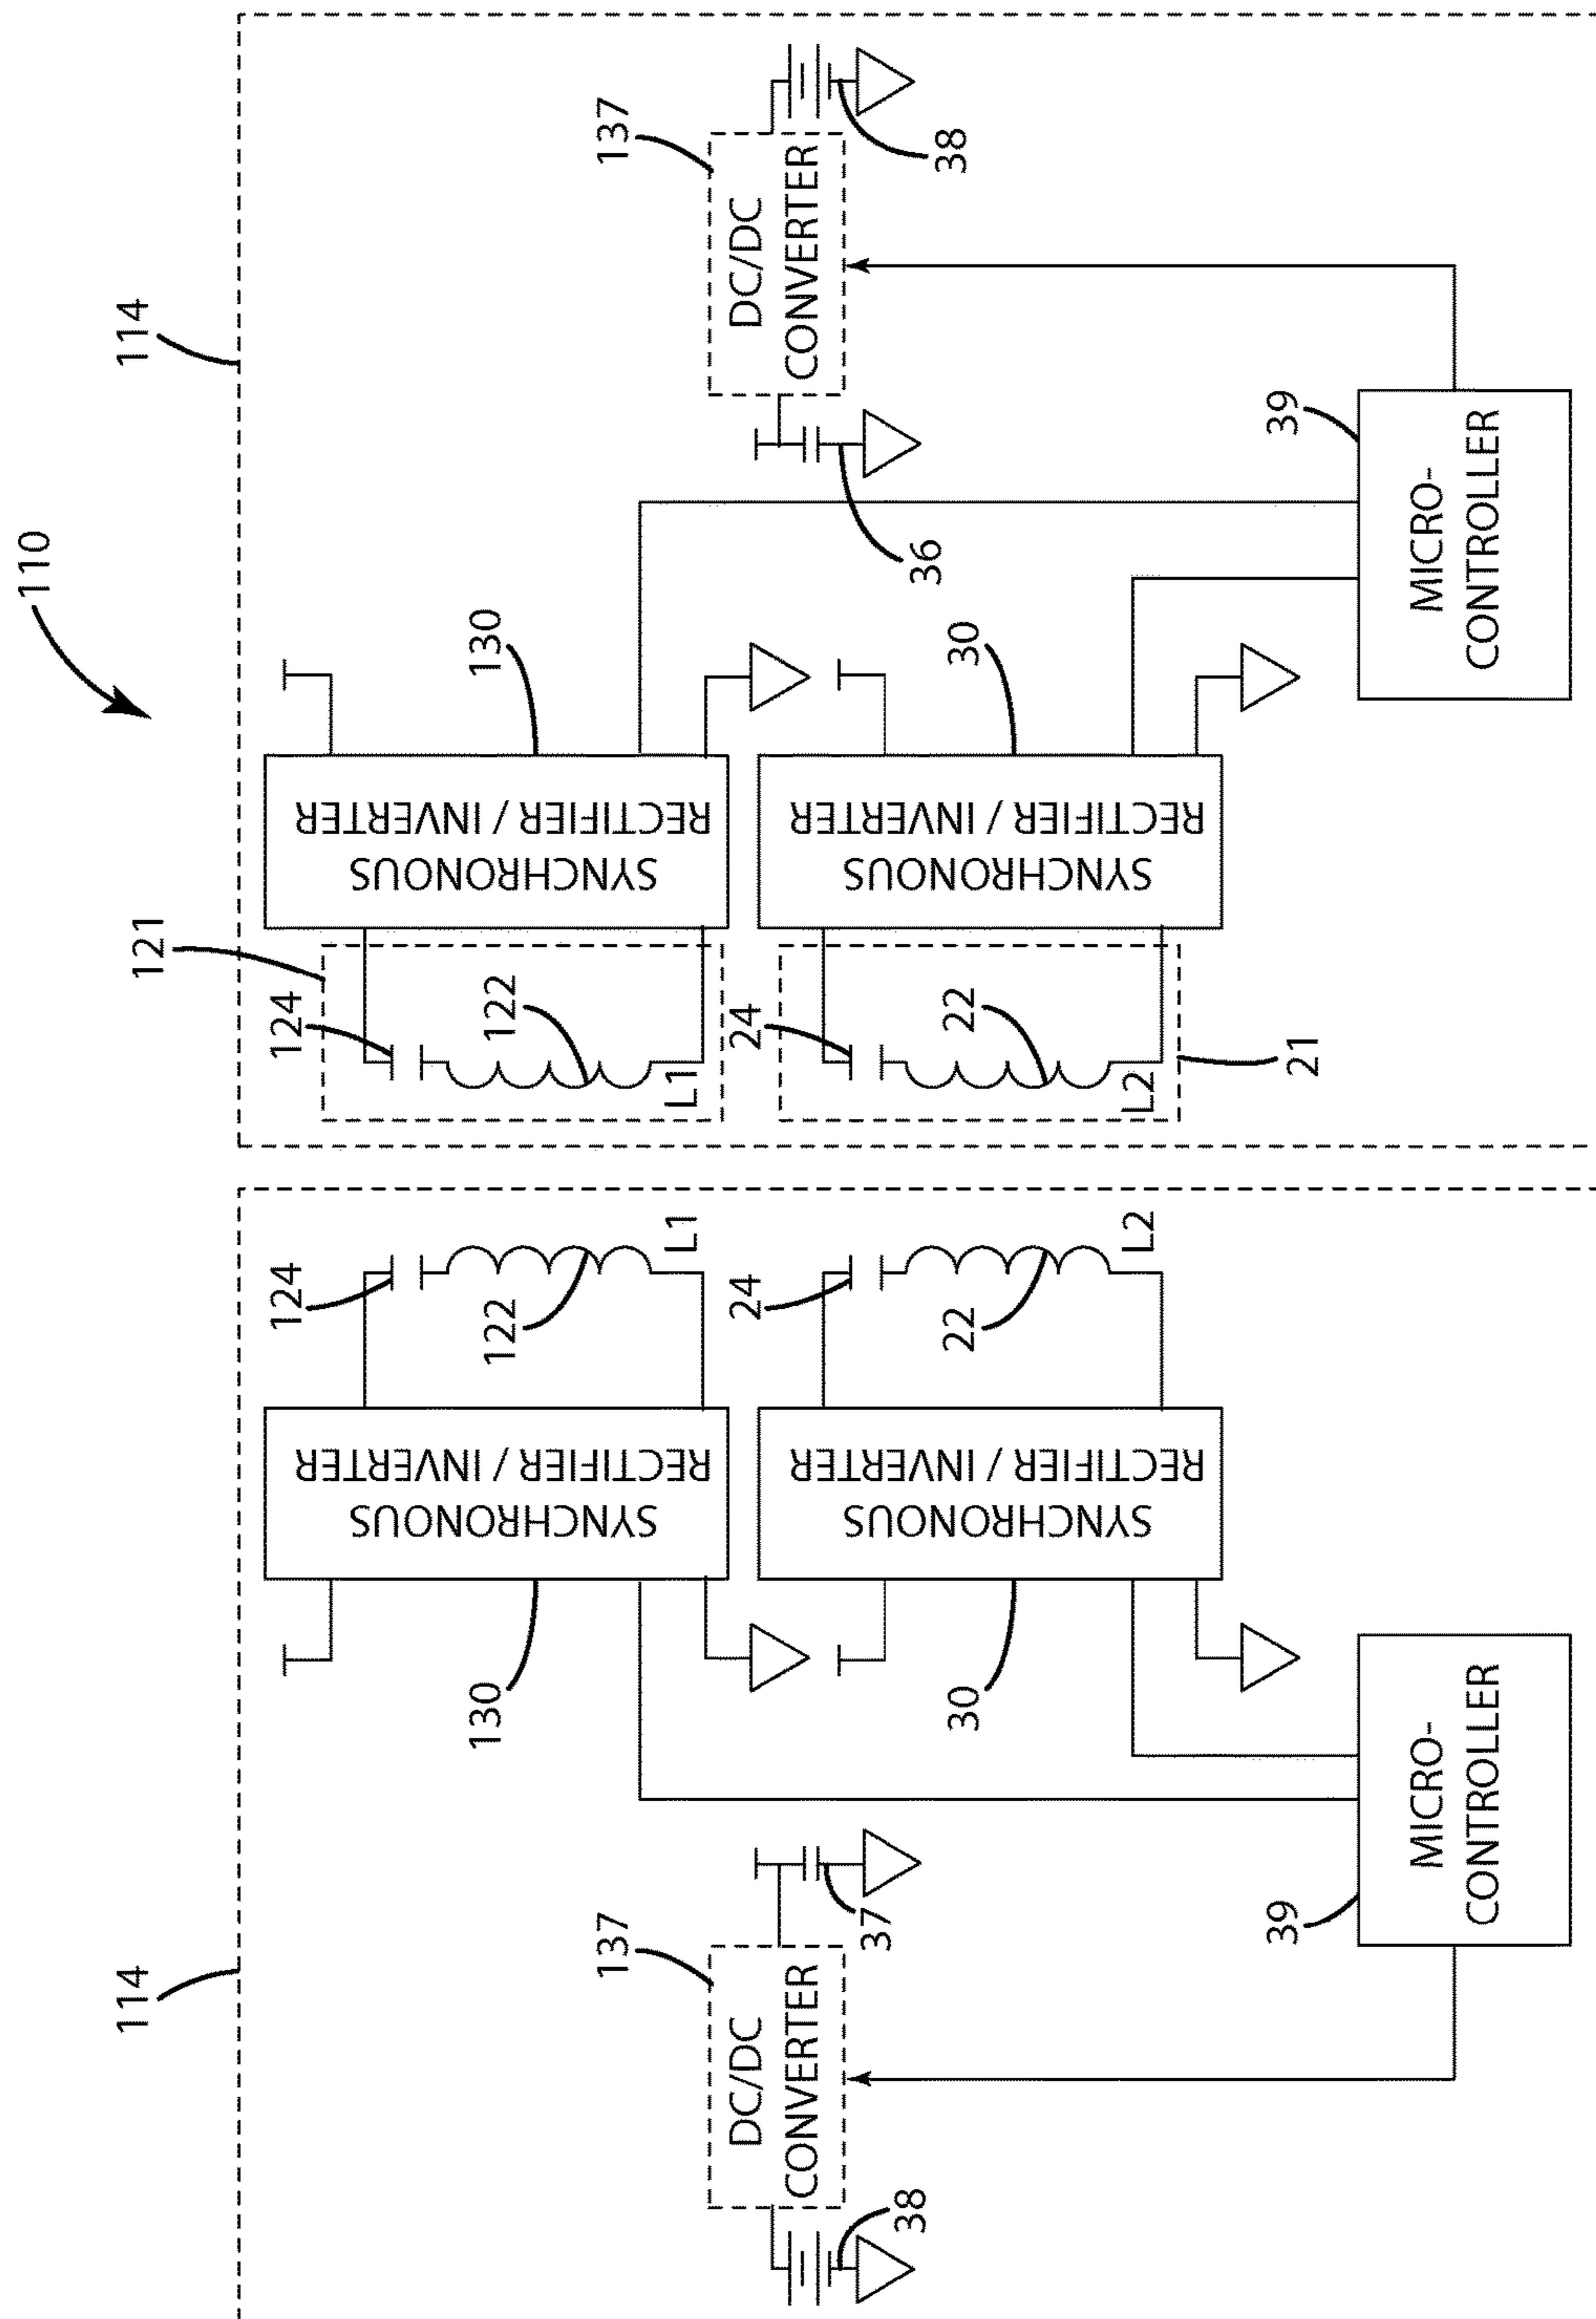 110
114
114
124
124
121
SYNCHRONOUS
RECTIFIER / INVERTER
SYNCHRONOUS
RECTIFIER / INVERTER
130
122
L1
122
L1
130
137
DC/DC
CONVERTER
38
37
24
24
SYNCHRONOUS
RECTIFIER / INVERTER
SYNCHRONOUS
RECTIFIER / INVERTER
30
22
L2
22
L2
21
30
36
137
DC/DC
CONVERTER
38
39
MICRO-
CONTROLLER
39
MICRO-
CONTROLLER